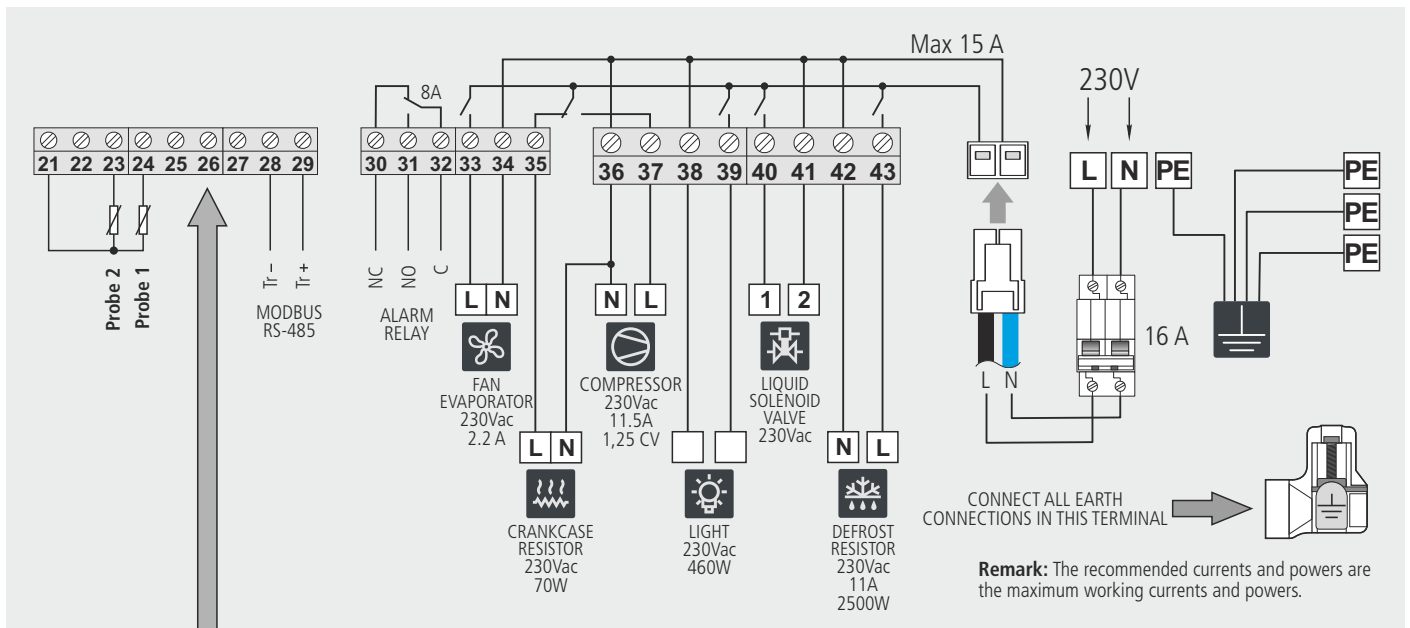 Max 15 A
230V
8A
21 22 23 24 25 26 27 28 29
30 31 32 33 34 35
36 37 38 39 40 41 42 43
L N PE
PE
PE
PE
Probe 2
Probe 1
Tr –
Tr +
MODBUS
RS-485
NC
NO
C
ALARM
RELAY
L N
FAN
EVAPORATOR
230Vac
2.2 A
N L
COMPRESSOR
230Vac
11.5A
1,25 CV
1 2
LIQUID
SOLENOID
VALVE
230Vac
L N
16 A
L N
CRANKCASE
RESISTOR
230Vac
70W
LIGHT
230Vac
460W
N L
DEFROST
RESISTOR
230Vac
11A
2500W
CONNECT ALL EARTH
CONNECTIONS IN THIS TERMINAL
Remark: The recommended currents and powers are
the maximum working currents and powers.